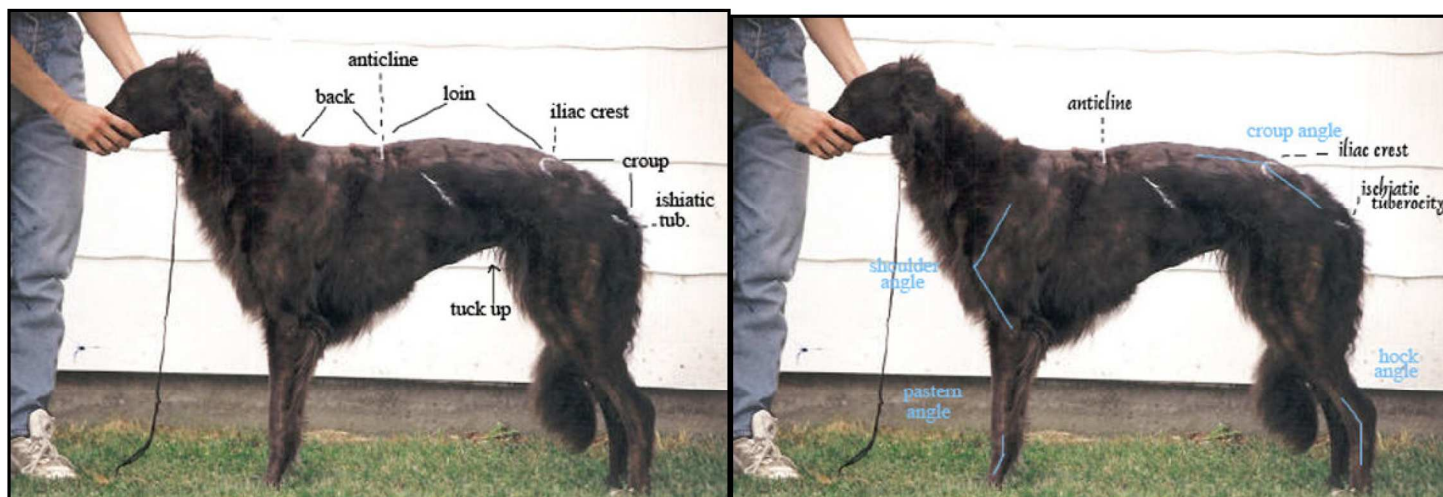 anticline
back
loin
iliac crest
croup
ishiatic
tub.
tuck up
anticline
croup angle
iliac crest
ischiatic
tuberocity
shoulder
angle
hock
angle
pastern
angle